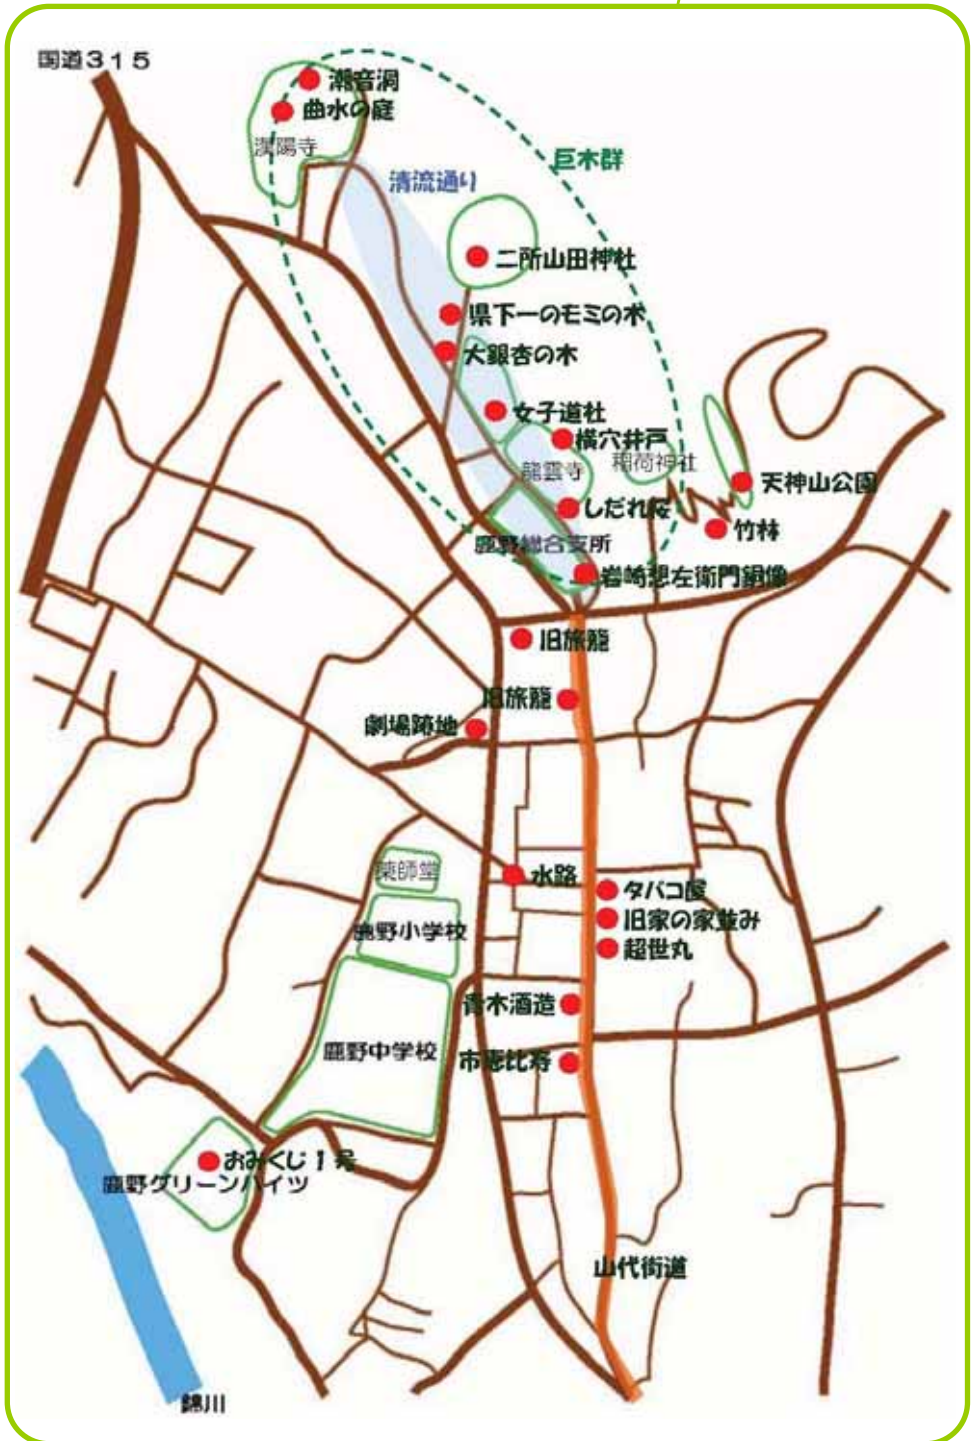 国道315
潮音洞
曲水の庭
漢陽寺
巨木群
清流通り
二所山田神社
県下一のモミの木
大銀杏の木
女子道社
横穴井戸
龍雲寺
稲荷神社
天神山公園
しだれ桜
竹林
鹿野総合支所
岩崎想左衛門銅像
旧旅籠
旧旅籠
劇場跡地
薬師堂
水路
タバコ屋
鹿野小学校
旧家の家並み
超世丸
青木酒造
鹿野中学校
市恵比寿
おみくじ1号
鹿野グリーンハイツ
山代街道
錦川